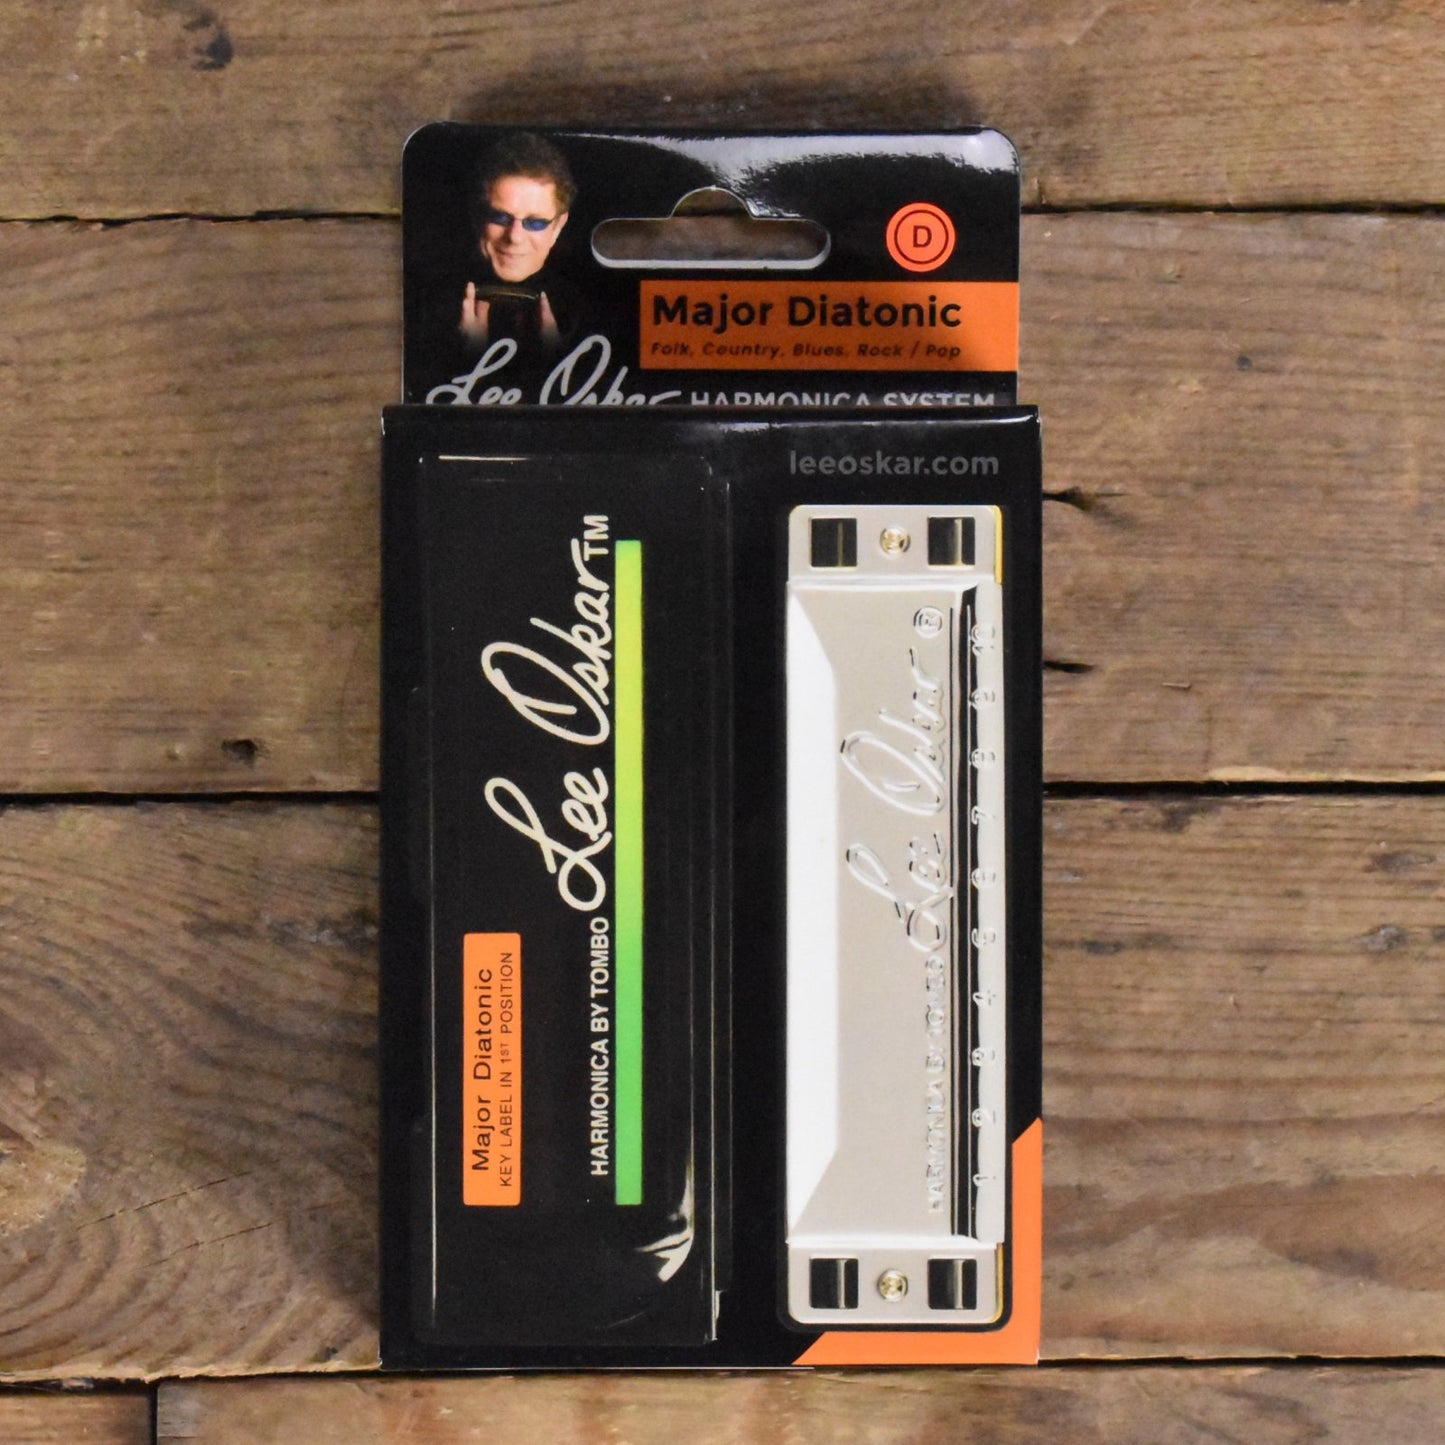 D
Major Diatonic
Folk, Country, Blues, Rock / Pop
Lee Oskar HARMONICA SYSTEM
leeoskar.com
Major Diatonic
KEY LABEL IN 1ST POSITION
HARMONICA BY TOMBO Lee Oskar™
HARMONICA BY TOMBO Lee Oskar ®
1 2 3 4 5 6 7 8 9 10